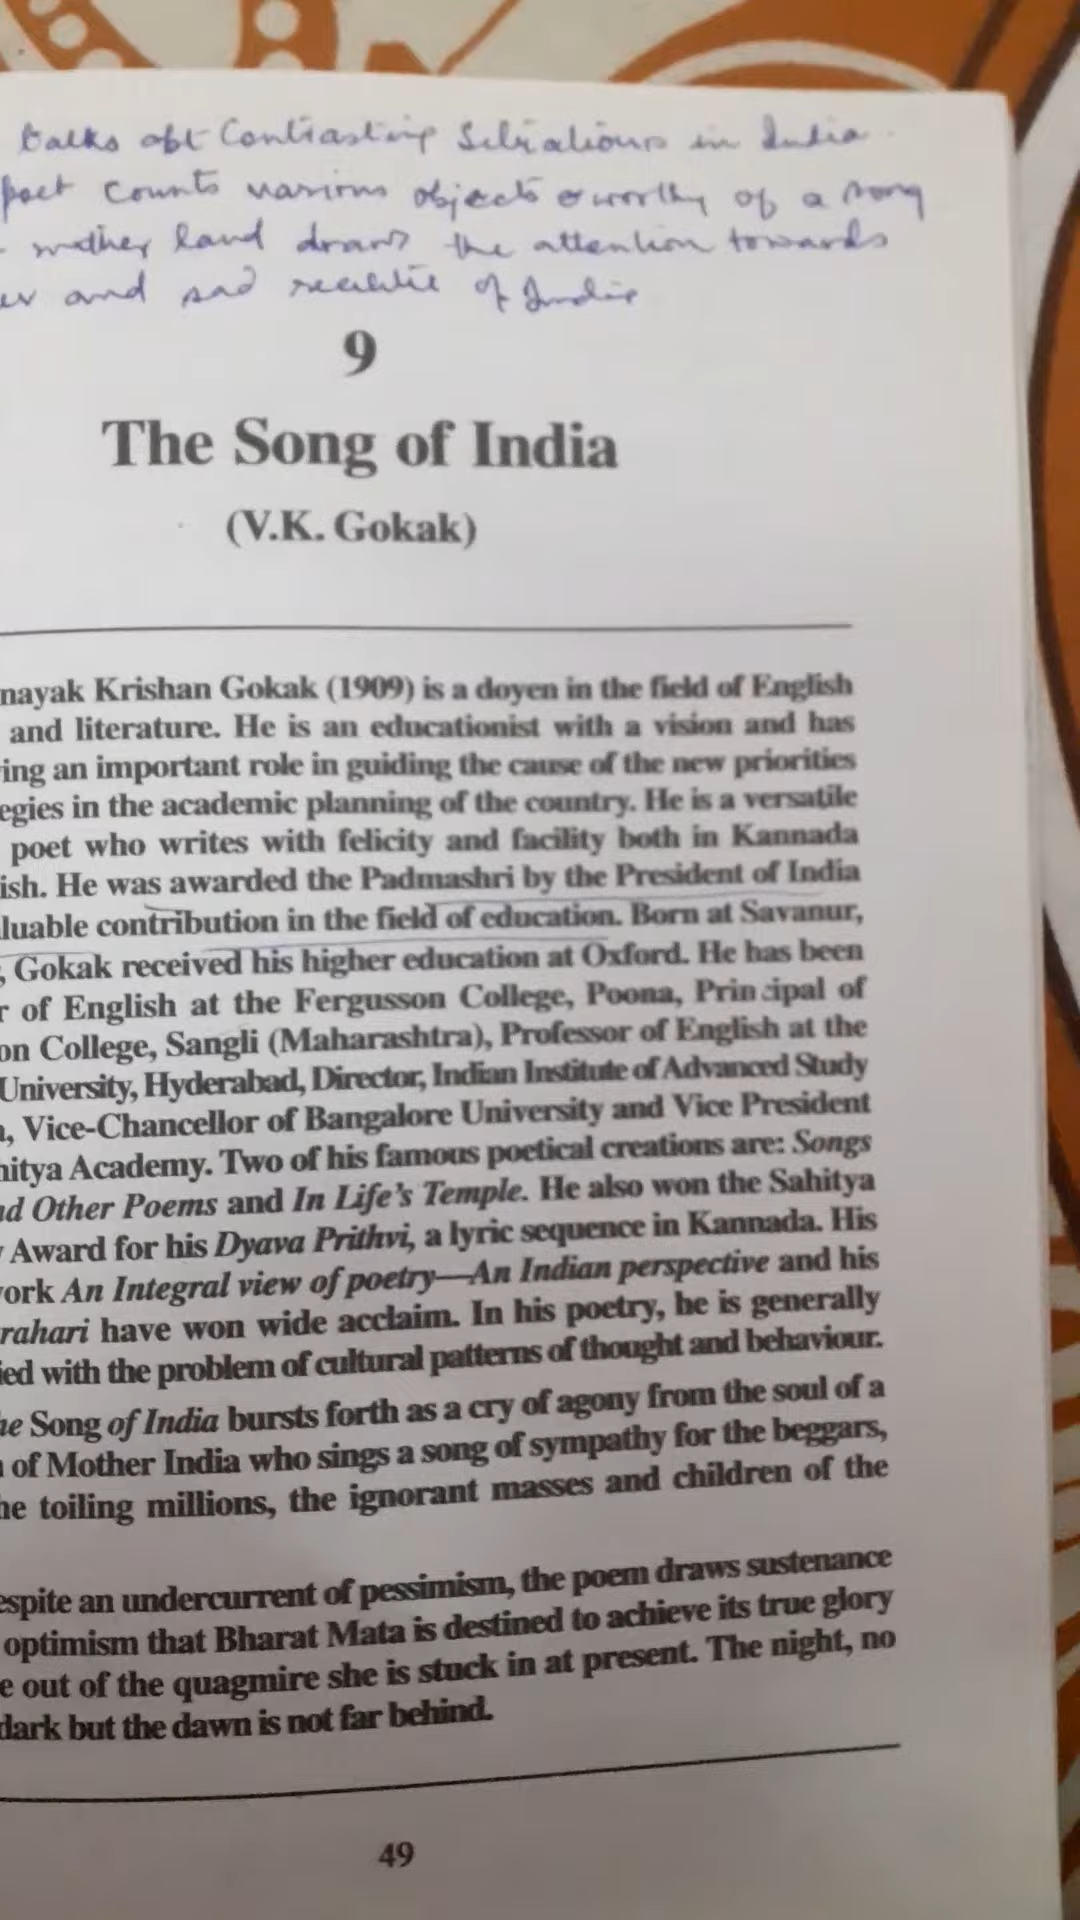 talks abt Contrasting Situations in India
poet counts various objects worthy of a song
mother land draws the attention towards
and sad realitie of India
9
The Song of India
(V.K. Gokak)
nayak Krishan Gokak (1909) is a doyen in the field of English
and literature. He is an educationist with a vision and has
ing an important role in guiding the cause of the new priorities
egies in the academic planning of the country. He is a versatile
poet who writes with felicity and facility both in Kannada
ish. He was awarded the Padmashri by the President of India
luable contribution in the field of education. Born at Savanur,
, Gokak received his higher education at Oxford. He has been
r of English at the Fergusson College, Poona, Principal of
on College, Sangli (Maharashtra), Professor of English at the
University, Hyderabad, Director, Indian Institute of Advanced Study
a, Vice-Chancellor of Bangalore University and Vice President
hitya Academy. Two of his famous poetical creations are: Songs
nd Other Poems and In Life's Temple. He also won the Sahitya
y Award for his Dyava Prithvi, a lyric sequence in Kannada. His
work An Integral view of poetry—An Indian perspective and his
rahari have won wide acclaim. In his poetry, he is generally
ied with the problem of cultural patterns of thought and behaviour.
he Song of India bursts forth as a cry of agony from the soul of a
n of Mother India who sings a song of sympathy for the beggars,
he toiling millions, the ignorant masses and children of the
espite an undercurrent of pessimism, the poem draws sustenance
optimism that Bharat Mata is destined to achieve its true glory
e out of the quagmire she is stuck in at present. The night, no
dark but the dawn is not far behind.
49